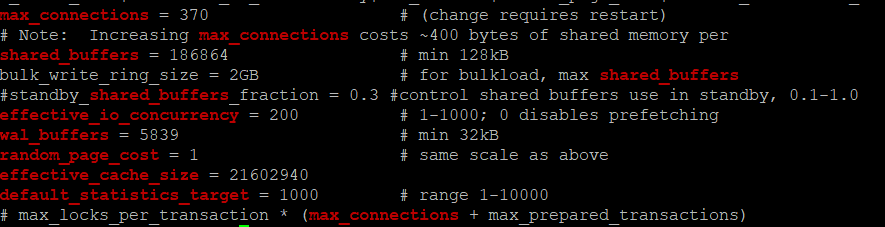 max_connections = 370 # (change requires restart)
# Note: Increasing max_connections costs ~400 bytes of shared memory per
shared_buffers = 186864 # min 128kB
bulk_write_ring_size = 2GB # for bulkload, max shared_buffers
#standby_shared_buffers_fraction = 0.3 #control shared buffers use in standby, 0.1-1.0
effective_io_concurrency = 200 # 1-1000; 0 disables prefetching
wal_buffers = 5839 # min 32kB
random_page_cost = 1 # same scale as above
effective_cache_size = 21602940
default_statistics_target = 1000 # range 1-10000
# max_locks_per_transaction * (max_connections + max_prepared_transactions)